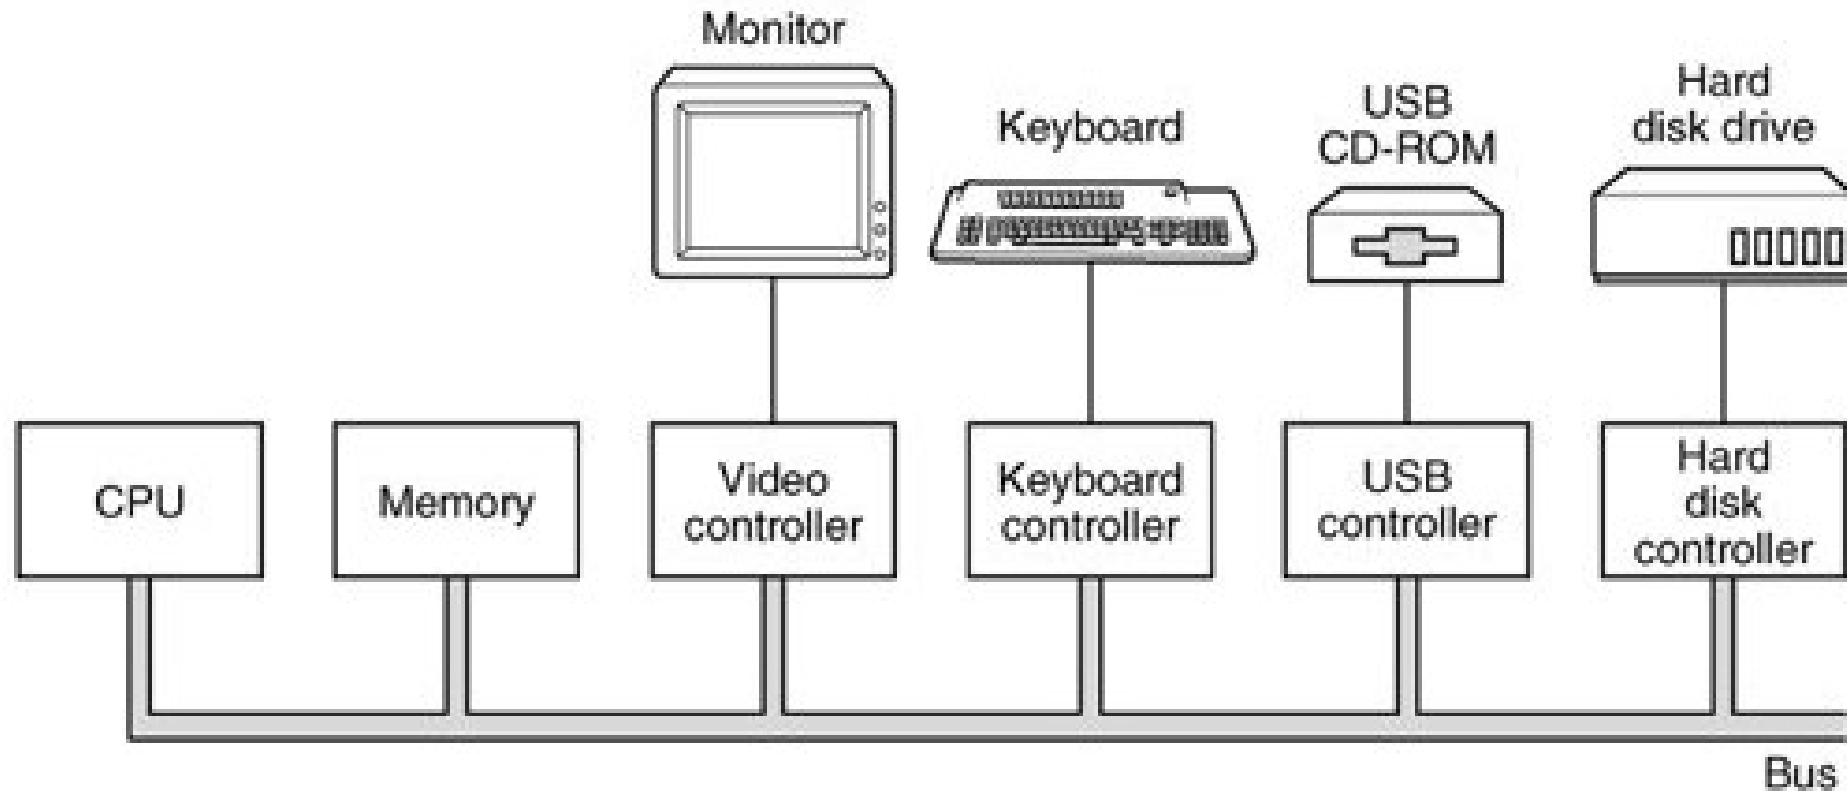 Monitor
Keyboard
USB
CD-ROM
Hard
disk drive
CPU
Memory
Video
controller
Keyboard
controller
USB
controller
Hard
disk
controller
Bus